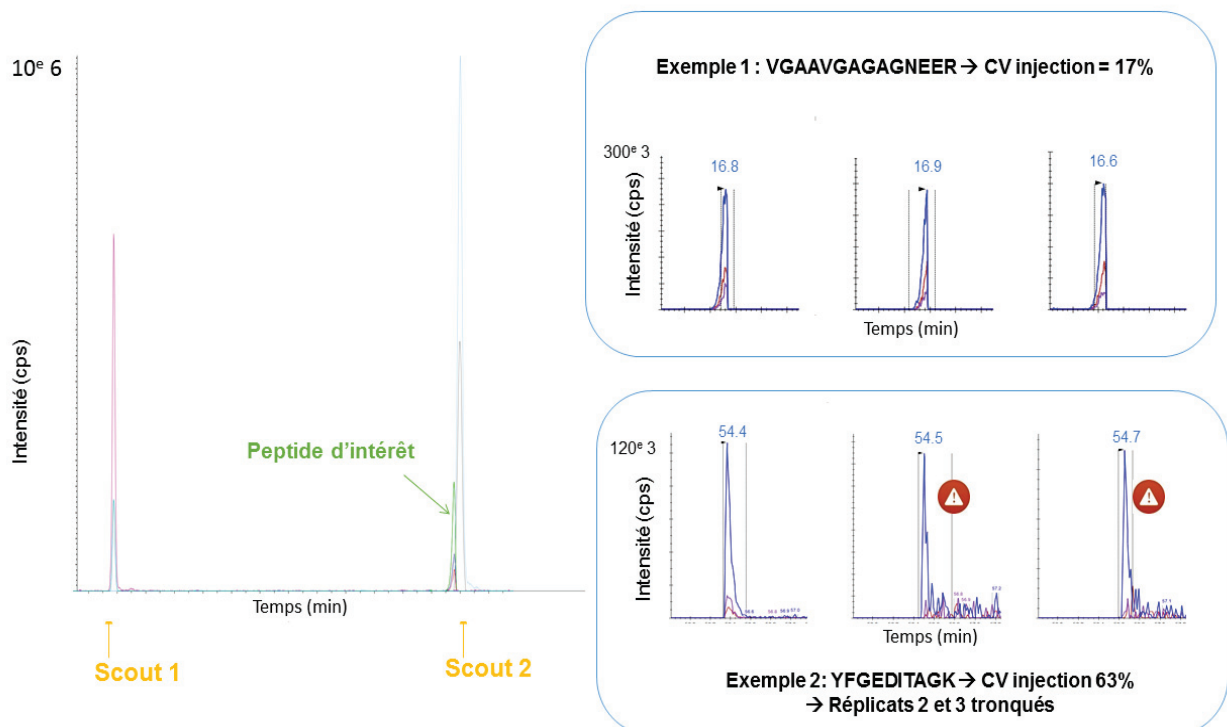 10e 6
Intensité (cps)
Peptide d'intérêt
Temps (min)
Scout 1
Scout 2
Exemple 1 : VGAAVGAGAGNEER → CV injection = 17%
300e 3
Intensité (cps)
16.8
16.9
16.6
Temps (min)
120e 3
Intensité (cps)
54.4
54.5
54.7
Temps (min)
Exemple 2: YFGEDITAGK → CV injection 63%
→ Réplicats 2 et 3 tronqués